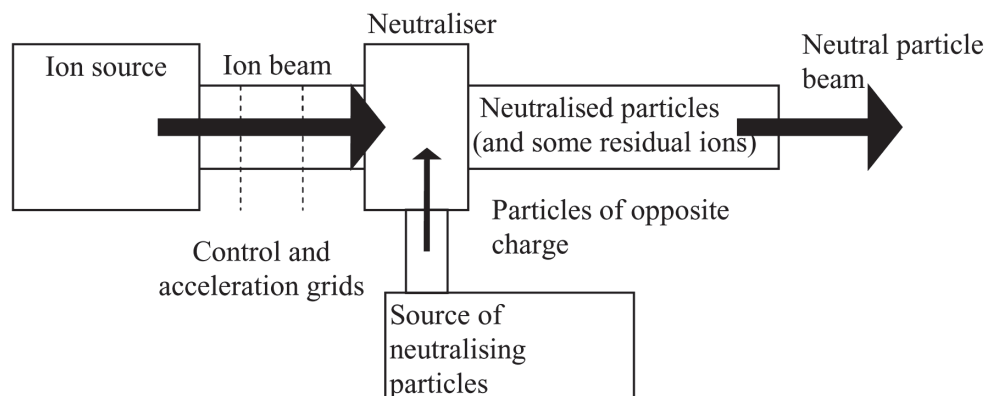 Neutraliser
Ion source
Ion beam
Neutral particle
beam
Neutralised particles
(and some residual ions)
Particles of opposite
charge
Control and
acceleration grids
Source of
neutralising
particles